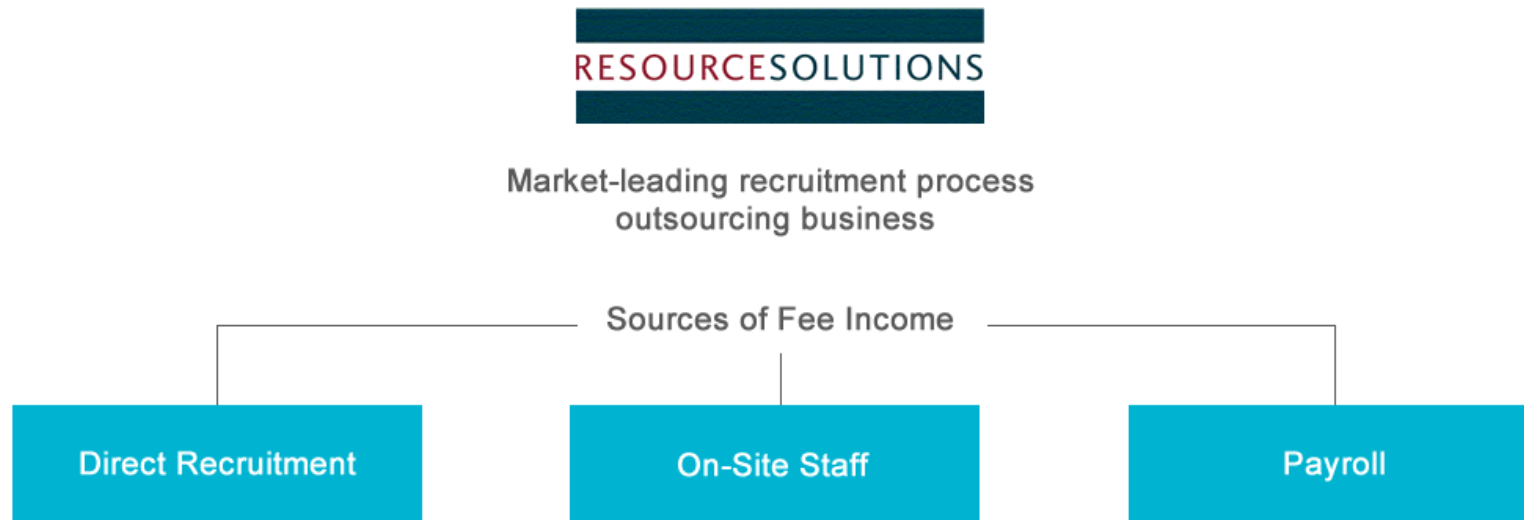 RESOURCESOLUTIONS
Market-leading recruitment process
outsourcing business
Sources of Fee Income
Direct Recruitment
On-Site Staff
Payroll